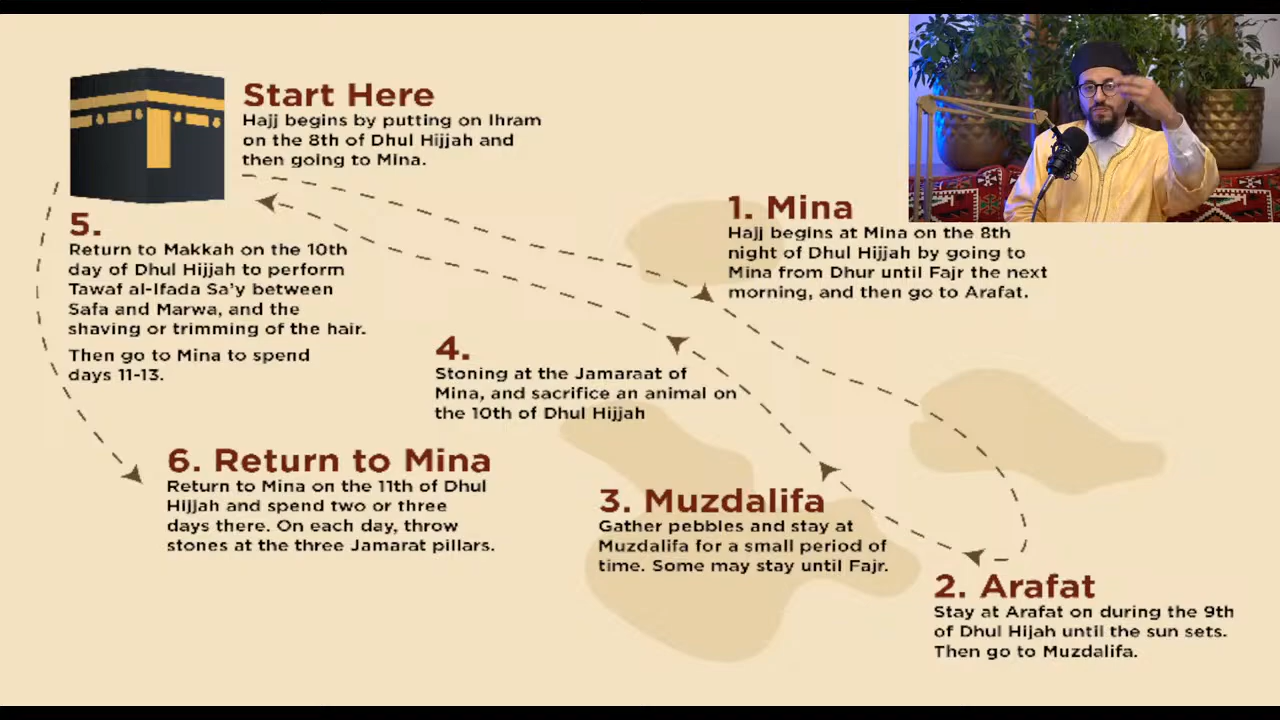 Start Here
Hajj begins by putting on Ihram
on the 8th of Dhul Hijjah and
then going to Mina.
1. Mina
Hajj begins at Mina on the 8th
night of Dhul Hijjah by going to
Mina from Dhur until Fajr the next
morning, and then go to Arafat.
2. Arafat
Stay at Arafat on during the 9th
of Dhul Hijah until the sun sets.
Then go to Muzdalifa.
3. Muzdalifa
Gather pebbles and stay at
Muzdalifa for a small period of
time. Some may stay until Fajr.
4.
Stoning at the Jamaraat of
Mina, and sacrifice an animal on
the 10th of Dhul Hijjah
5.
Return to Makkah on the 10th
day of Dhul Hijjah to perform
Tawaf al-Ifada Sa'y between
Safa and Marwa, and the
shaving or trimming of the hair.
Then go to Mina to spend
days 11-13.
6. Return to Mina
Return to Mina on the 11th of Dhul
Hijjah and spend two or three
days there. On each day, throw
stones at the three Jamarat pillars.